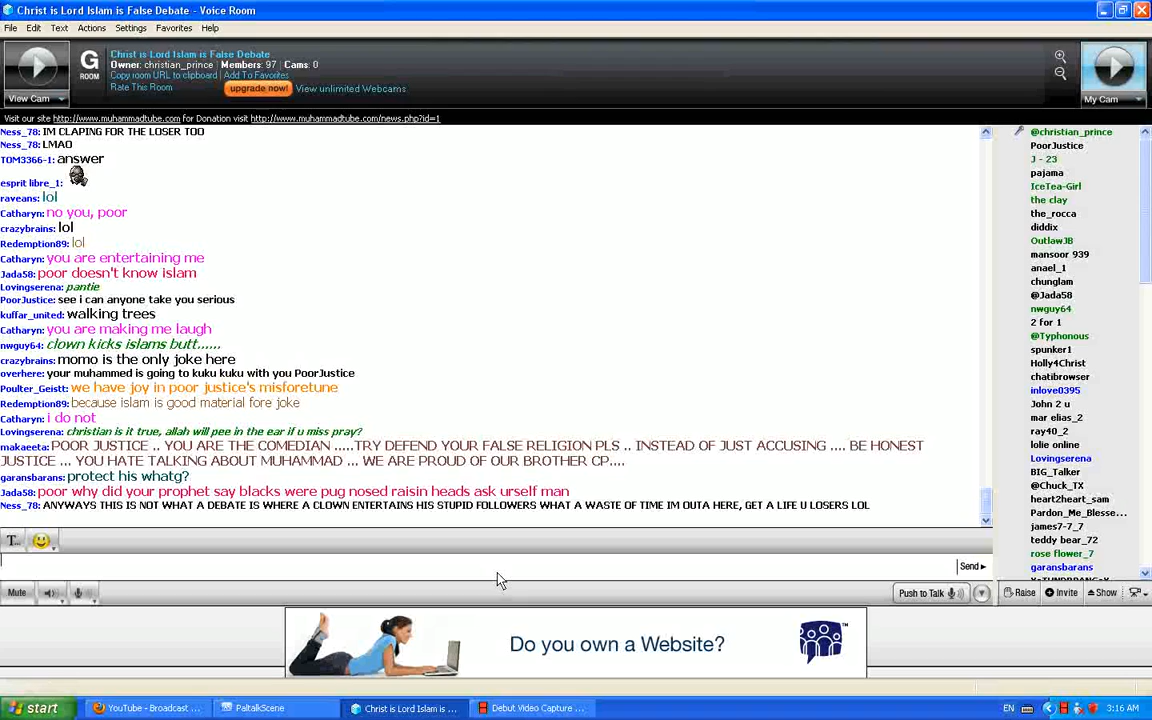 Christ is Lord Islam is False Debate - Voice Room
File Edit Text Actions Settings Favorites Help
View Cam
G
ROOM
Christ is Lord Islam is False Debate
Owner: christian_prince | Members: 97 | Cams: 0
Copy room URL to clipboard | Add To Favorites
Rate This Room
upgrade now! View unlimited Webcams
My Cam
Visit our site http://www.muhammadtube.com for Donation visit http://www.muhammadtube.com/news.php?id=1
Ness_78: IM CLAPING FOR THE LOSER TOO
Ness_78: LMAO
TOM3366-1: answer
esprit libre_1:
raveans: lol
Catharyn: no you, poor
crazybrains: lol
Redemption89: lol
Catharyn: you are entertaining me
Jada58: poor doesn't know islam
Lovingserena: pantie
PoorJustice: see i can anyone take you serious
kuffar_united: walking trees
Catharyn: you are making me laugh
nwguy64: clown kicks islams butt......
crazybrains: momo is the only joke here
overhere: your muhammed is going to kuku kuku with you PoorJustice
Poulter_Geistt: we have joy in poor justice's misforetune
Redemption89: because islam is good material fore joke
Catharyn: i do not
Lovingserena: christian is it true, allah will pee in the ear if u miss pray?
makaeeta: POOR JUSTICE .. YOU ARE THE COMEDIAN .....TRY DEFEND YOUR FALSE RELIGION PLS .. INSTEAD OF JUST ACCUSING .... BE HONEST
JUSTICE ... YOU HATE TALKING ABOUT MUHAMMAD ... WE ARE PROUD OF OUR BROTHER CP....
garansbarans: protect his whatg?
Jada58: poor why did your prophet say blacks were pug nosed raisin heads ask urself man
Ness_78: ANYWAYS THIS IS NOT WHAT A DEBATE IS WHERE A CLOWN ENTERTAINS HIS STUPID FOLLOWERS WHAT A WASTE OF TIME IM OUTA HERE, GET A LIFE U LOSERS LOL
@christian_prince
PoorJustice
J - 23
pajama
IceTea-Girl
the clay
the_rocca
diddix
OutlawJB
mansoor 939
anael_1
chunglam
@Jada58
nwguy64
2 for 1
@Typhonous
spunker1
Holly4Christ
chatibrowser
inlove0395
John 2 u
mar elias_2
ray40_2
lolie online
Lovingserena
BIG_Talker
@Chuck_TX
heart2heart_sam
Pardon_Me_Blesse...
james7-7_7
teddy bear_72
rose flower_7
garansbarans
T...
Send
Mute
Push to Talk
Raise Invite Show
Do you own a Website?
start
YouTube - Broadcast ...
PaltalkScene
Christ is Lord Islam is ...
Debut Video Capture ...
EN
3:16 AM